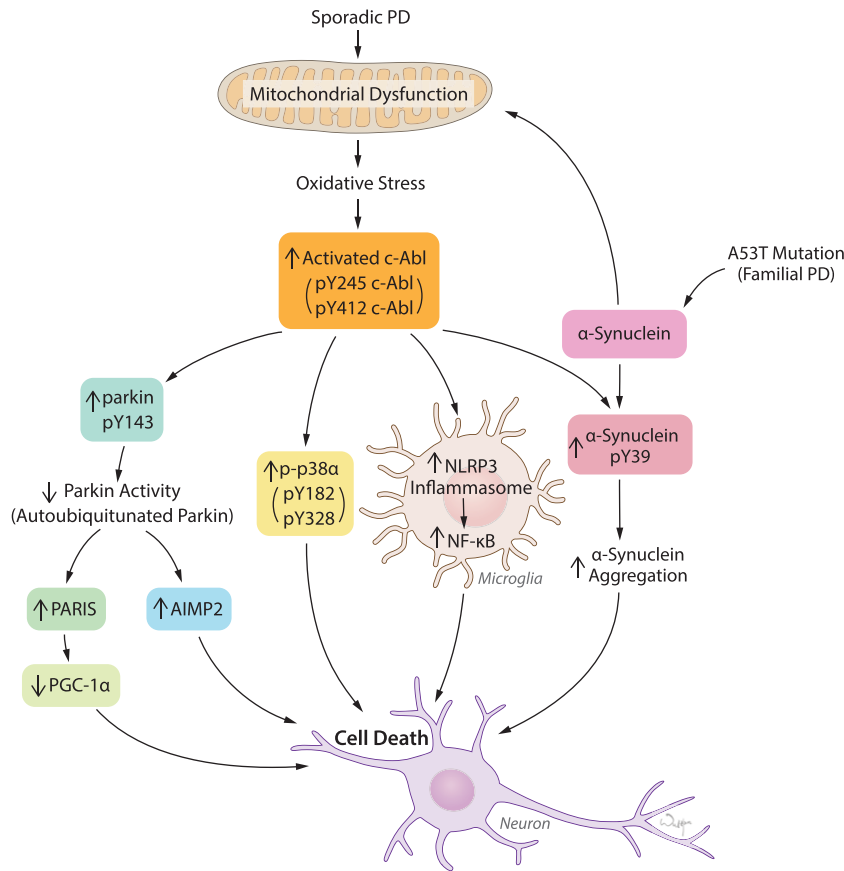 Sporadic PD
Mitochondrial Dysfunction
Oxidative Stress
↑ Activated c-Abl
(pY245 c-Abl
pY412 c-Abl)
A53T Mutation
(Familial PD)
α-Synuclein
↑ parkin
pY143
↓ Parkin Activity
(Autoubiquitunated Parkin)
↑ p-p38α
(pY182
pY328)
↑ NLRP3
Inflammasome
↑ NF-κB
Microglia
↑ α-Synuclein
pY39
↑ α-Synuclein
Aggregation
↑ PARIS
↑ AIMP2
↓ PGC-1α
Cell Death
Neuron